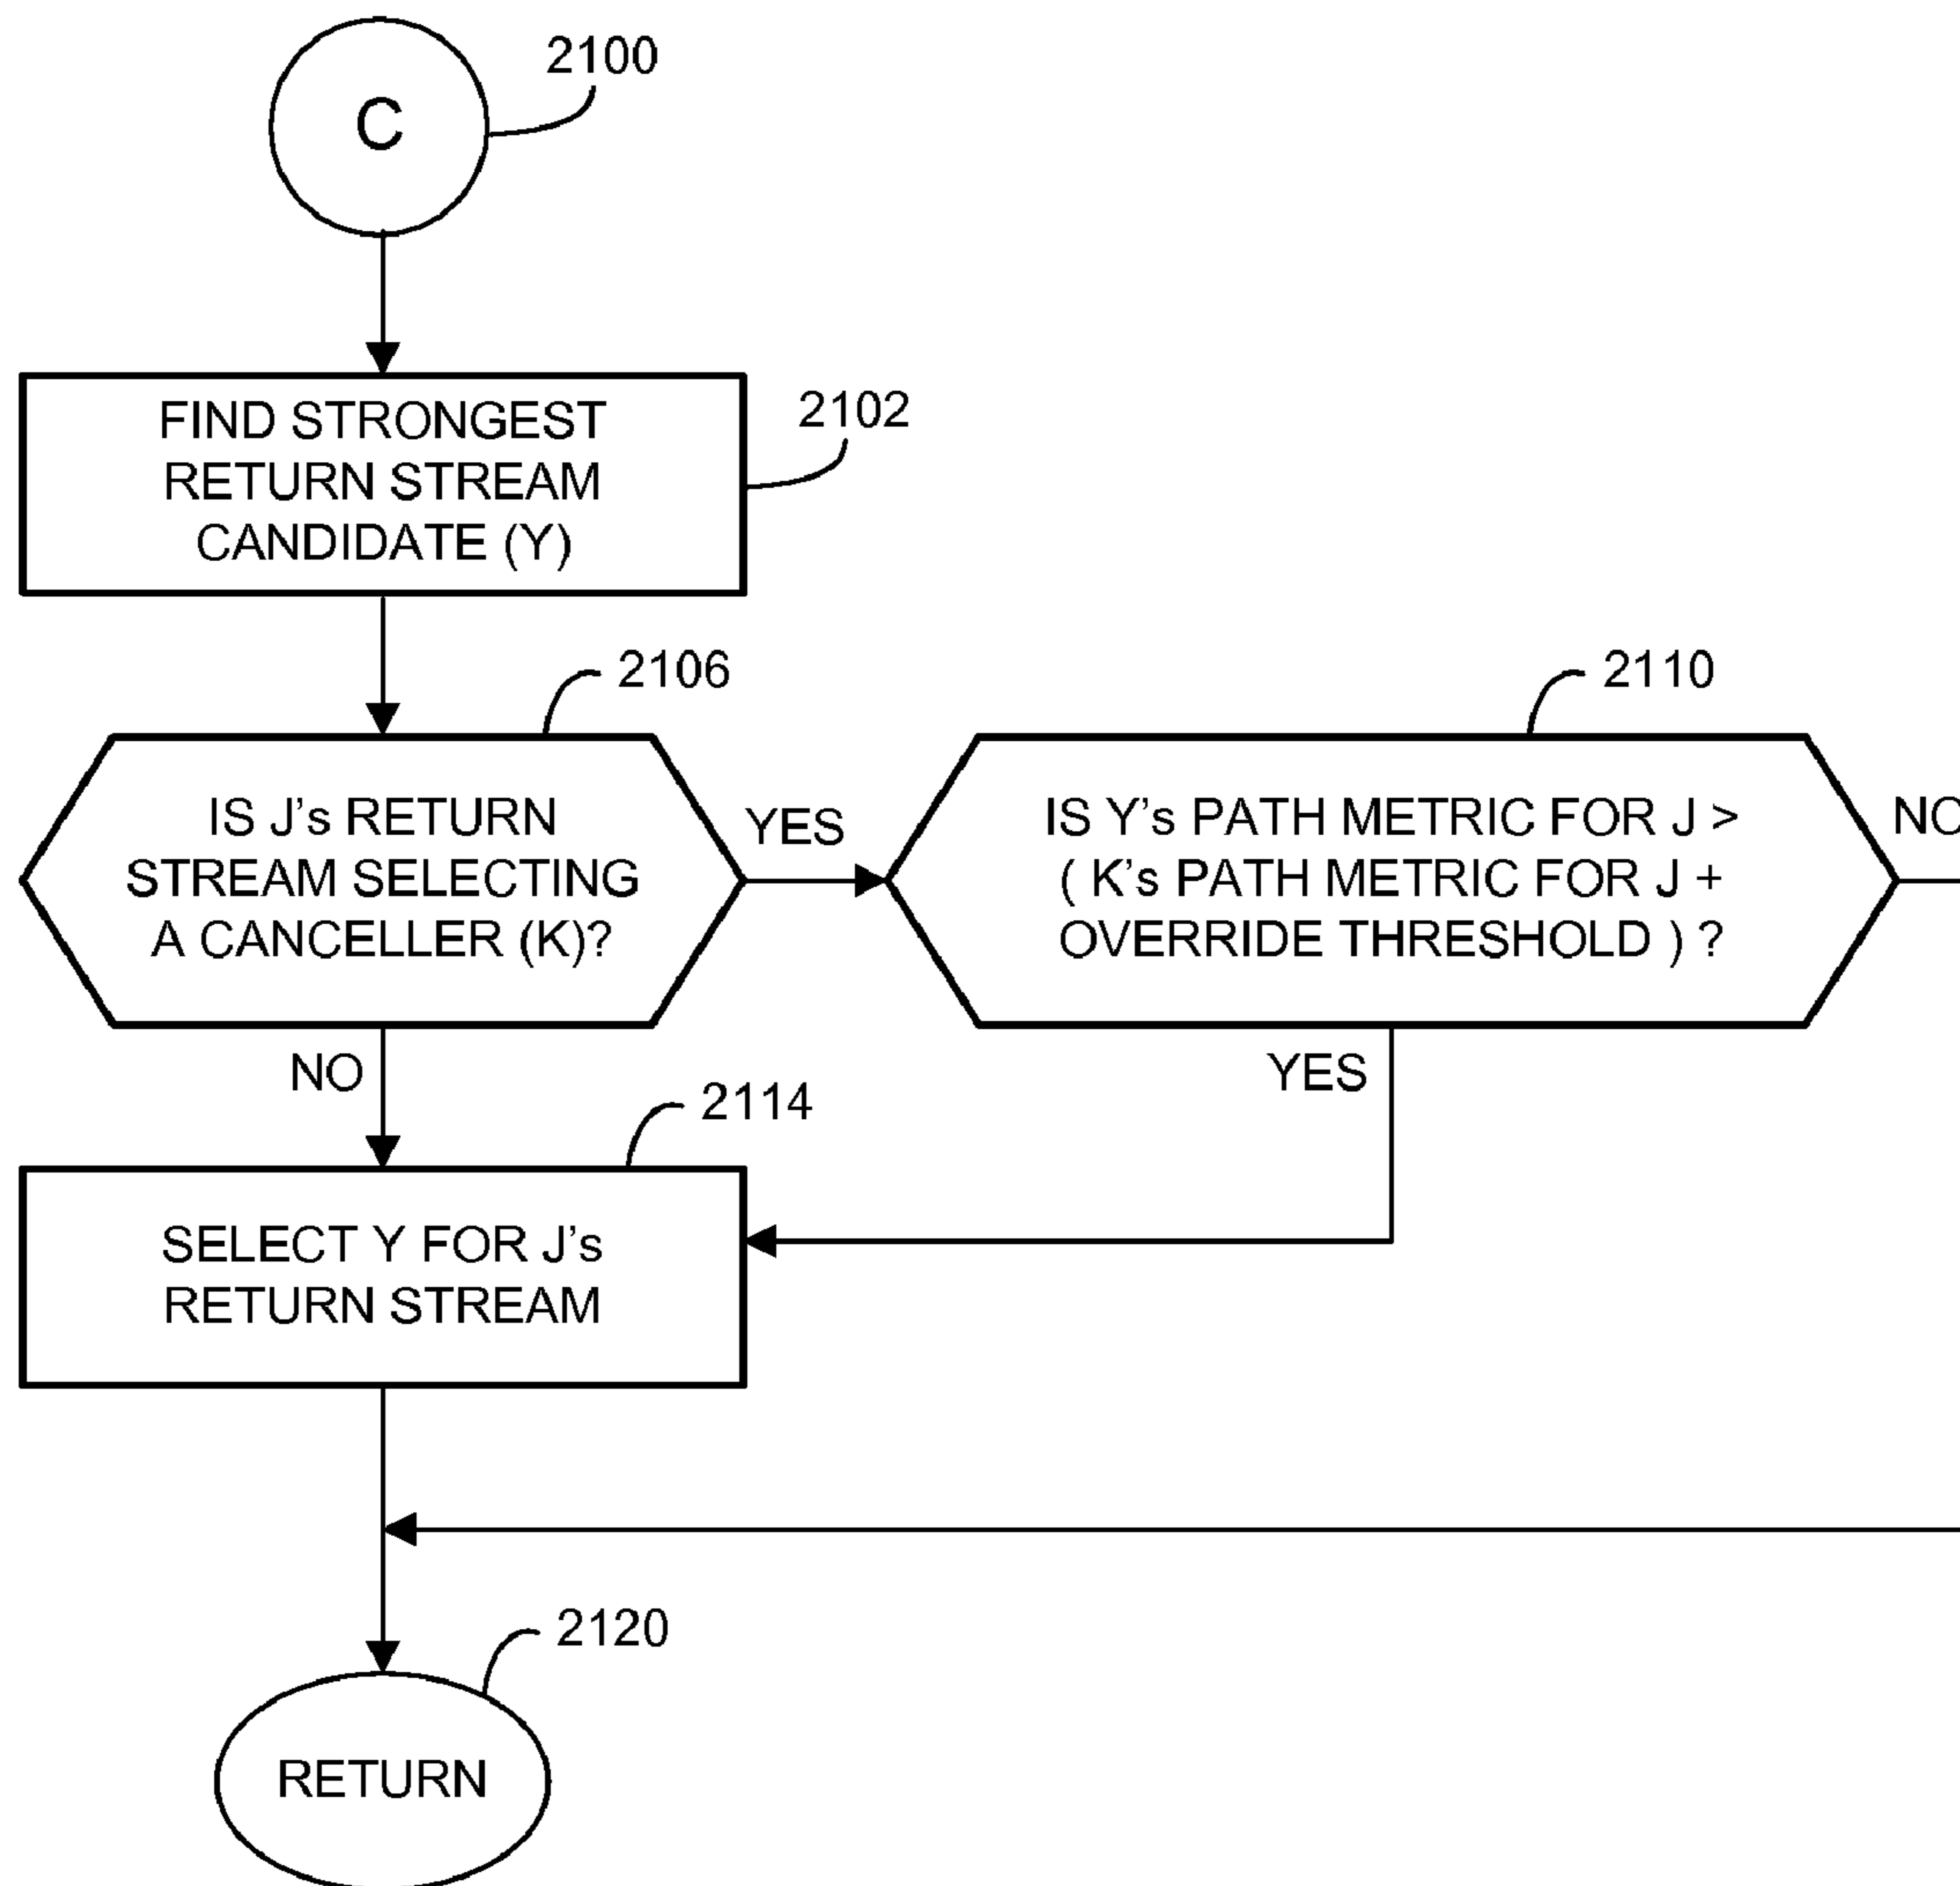 2100
C
FIND STRONGEST
RETURN STREAM
CANDIDATE (Y)
2102
2106
IS J's RETURN
STREAM SELECTING
A CANCELLER (K)?
YES
2110
IS Y's PATH METRIC FOR J >
( K's PATH METRIC FOR J +
OVERRIDE THRESHOLD ) ?
NO
NO
YES
2114
SELECT Y FOR J's
RETURN STREAM
2120
RETURN